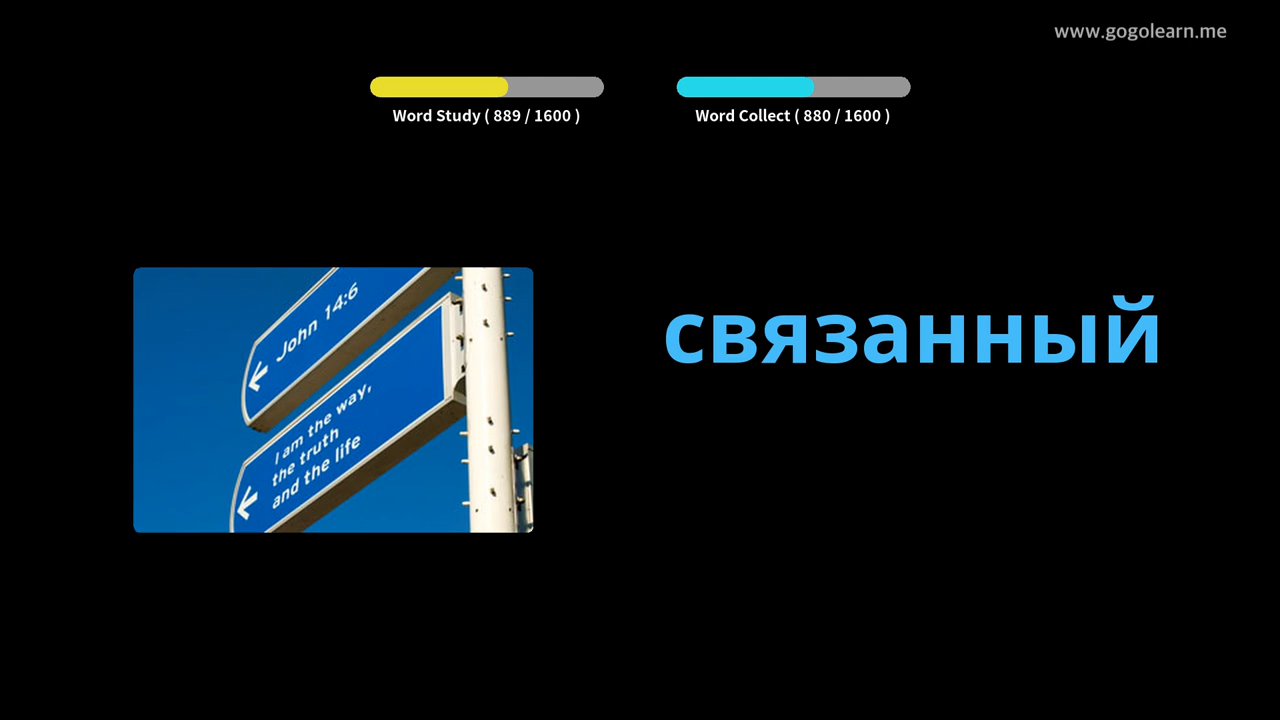 www.gogolearn.me
Word Study ( 889 / 1600 )
Word Collect ( 880 / 1600 )
John 14:6
I am the way,
the truth
and the life
связанный